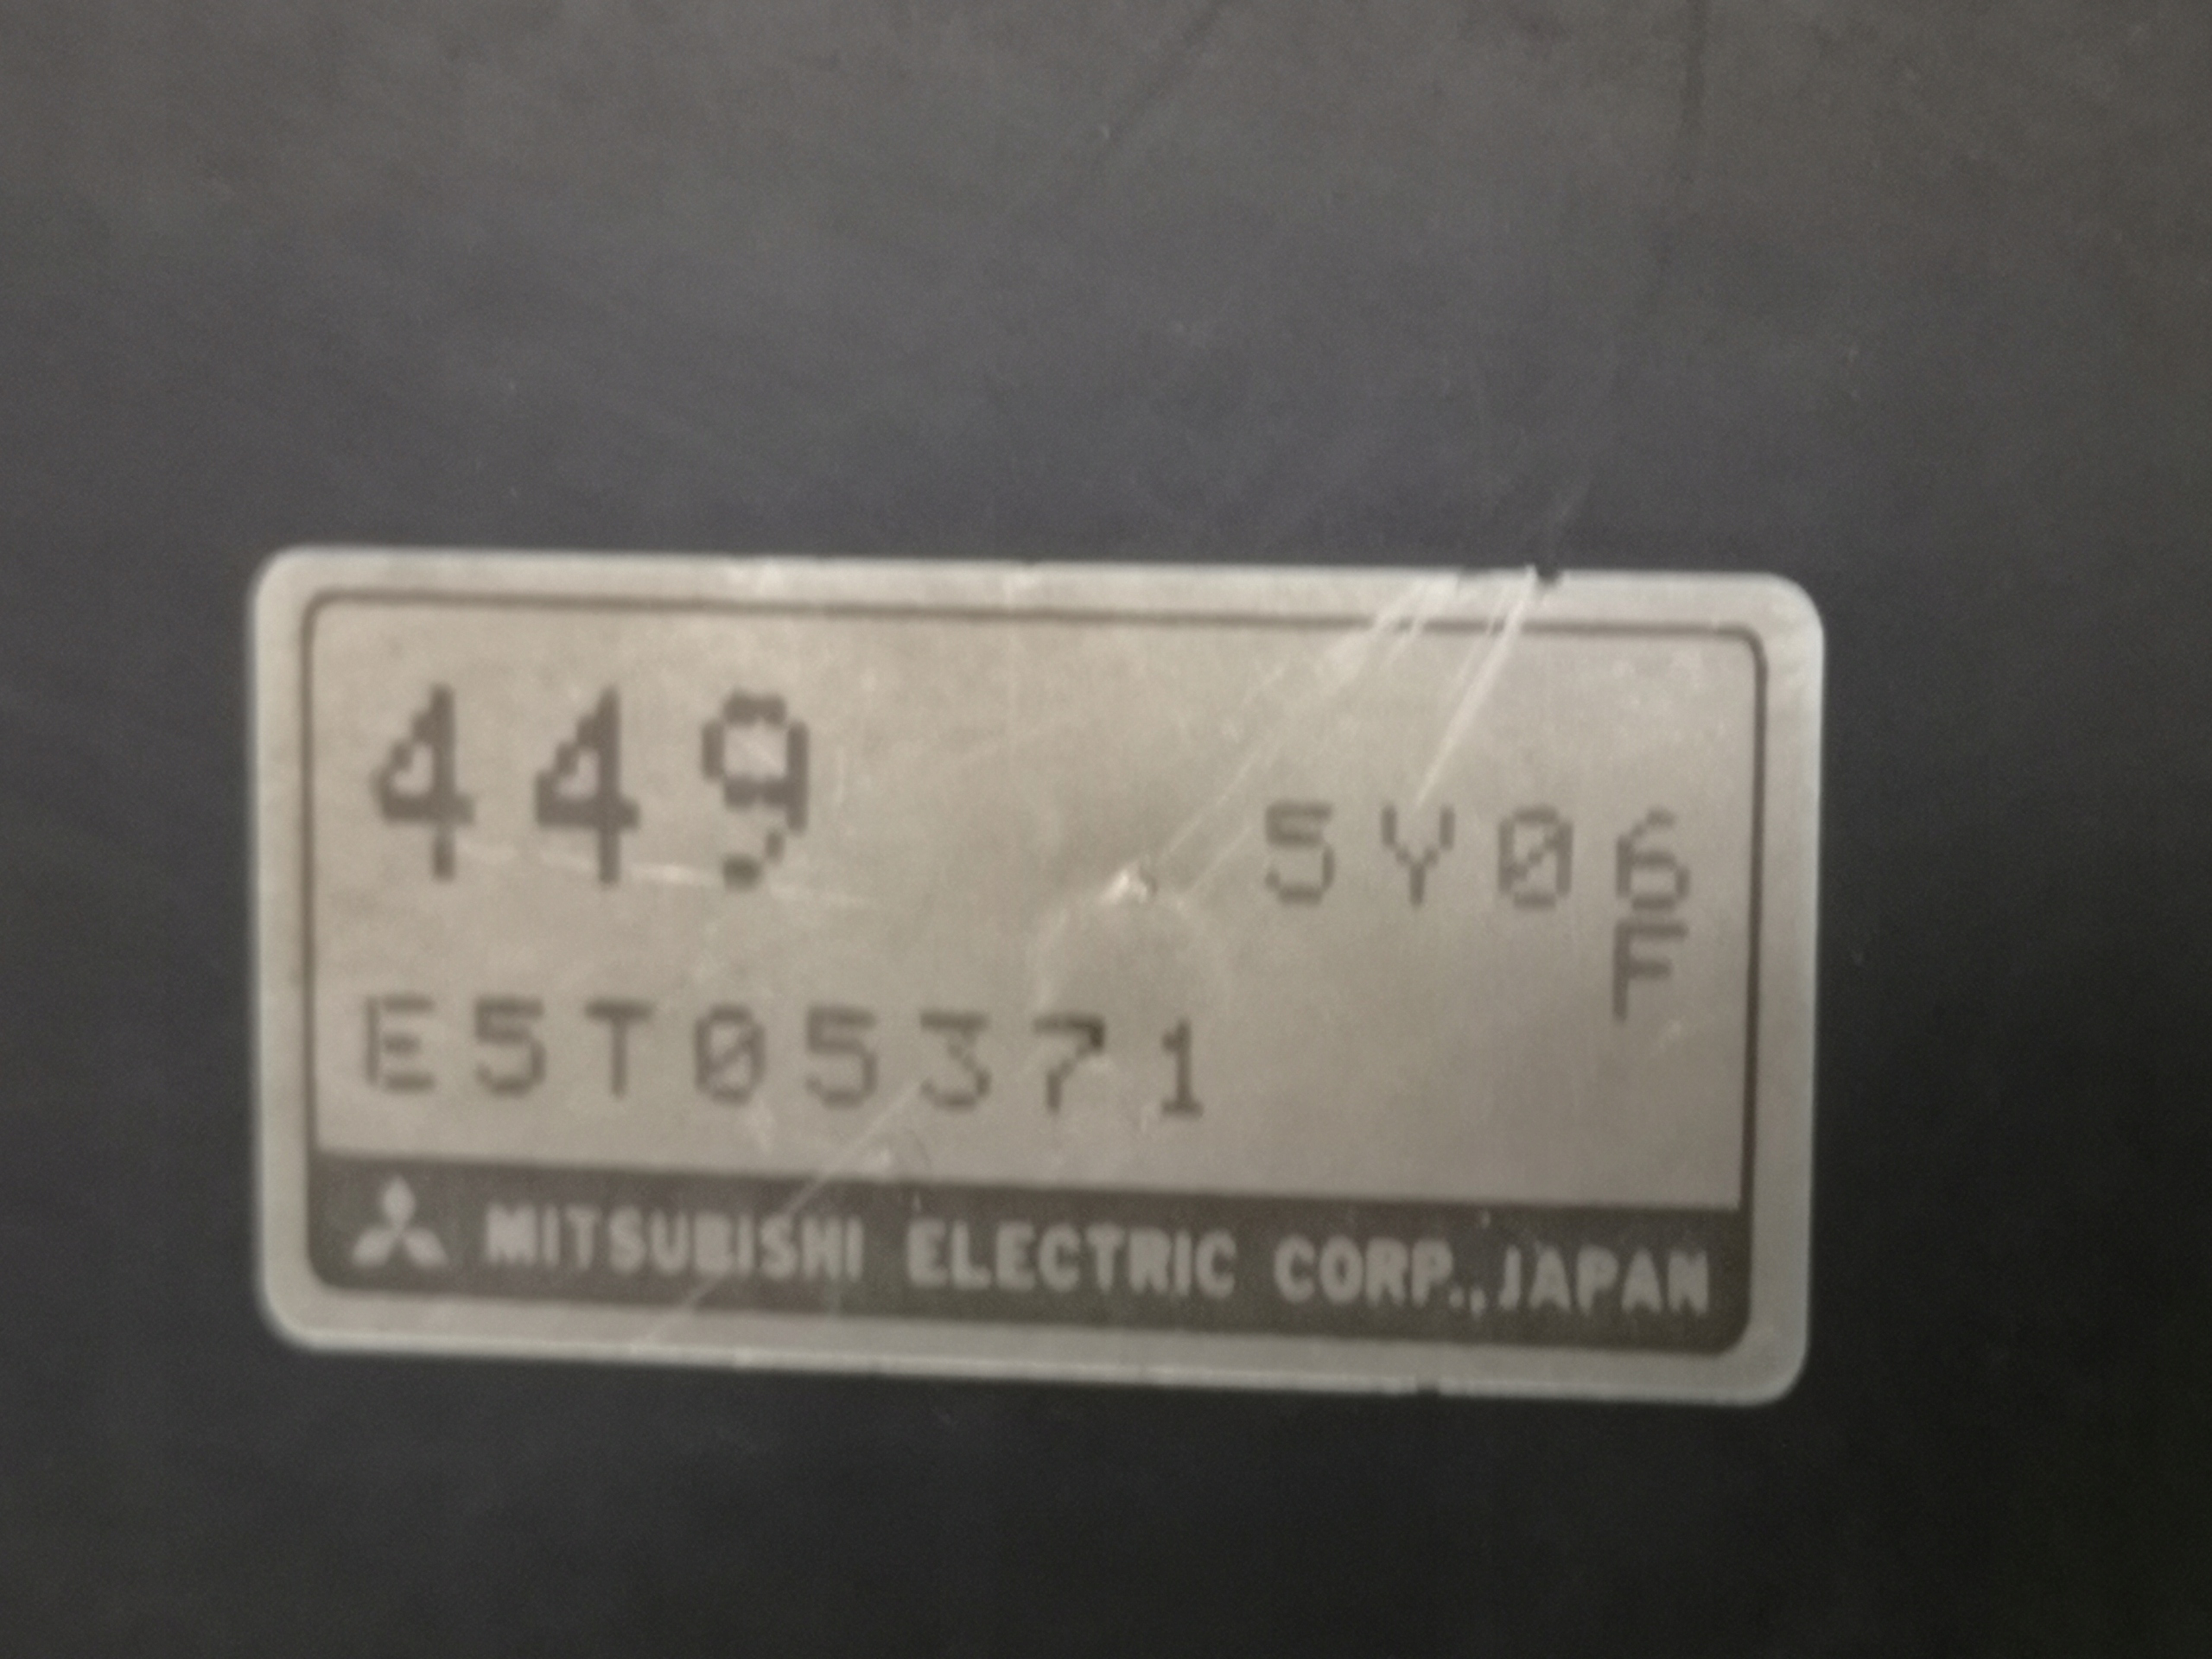 449
5Y06
F
E5T05371
MITSUBISHI ELECTRIC CORP., JAPAN